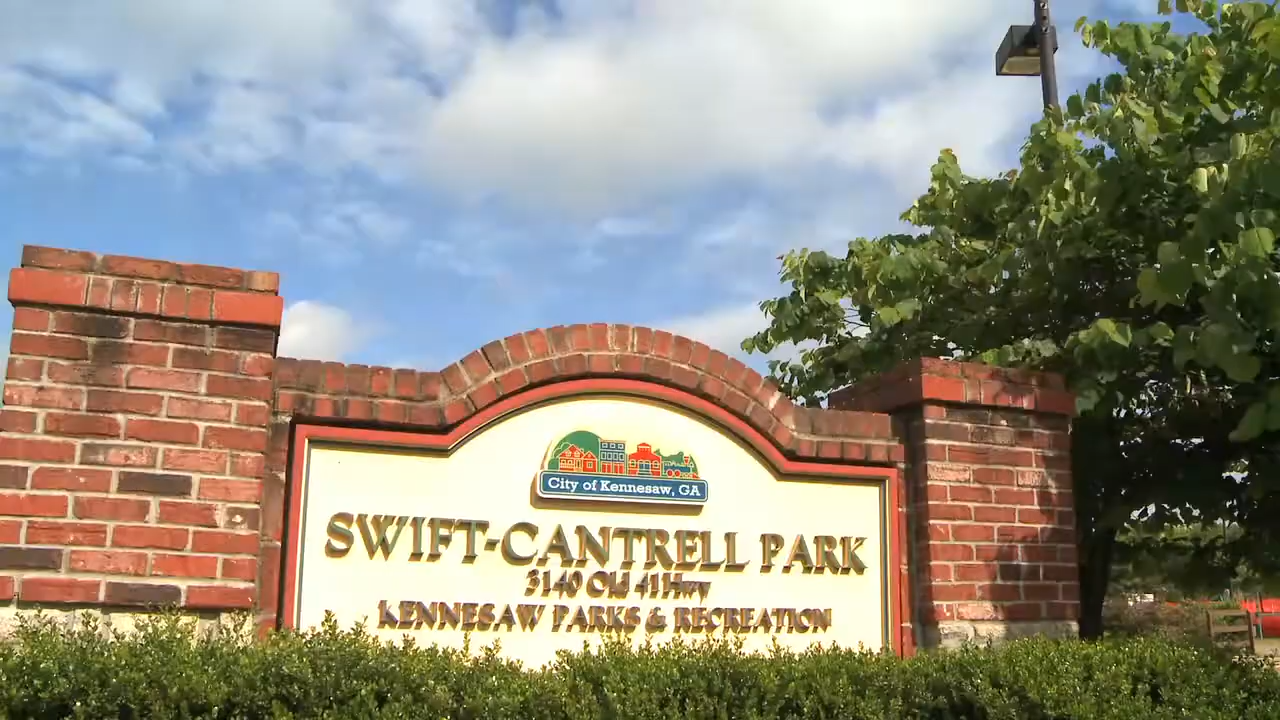 City of Kennesaw, GA
SWIFT-CANTRELL PARK
3140 Old 41 Hwy
KENNESAW PARKS & RECREATION